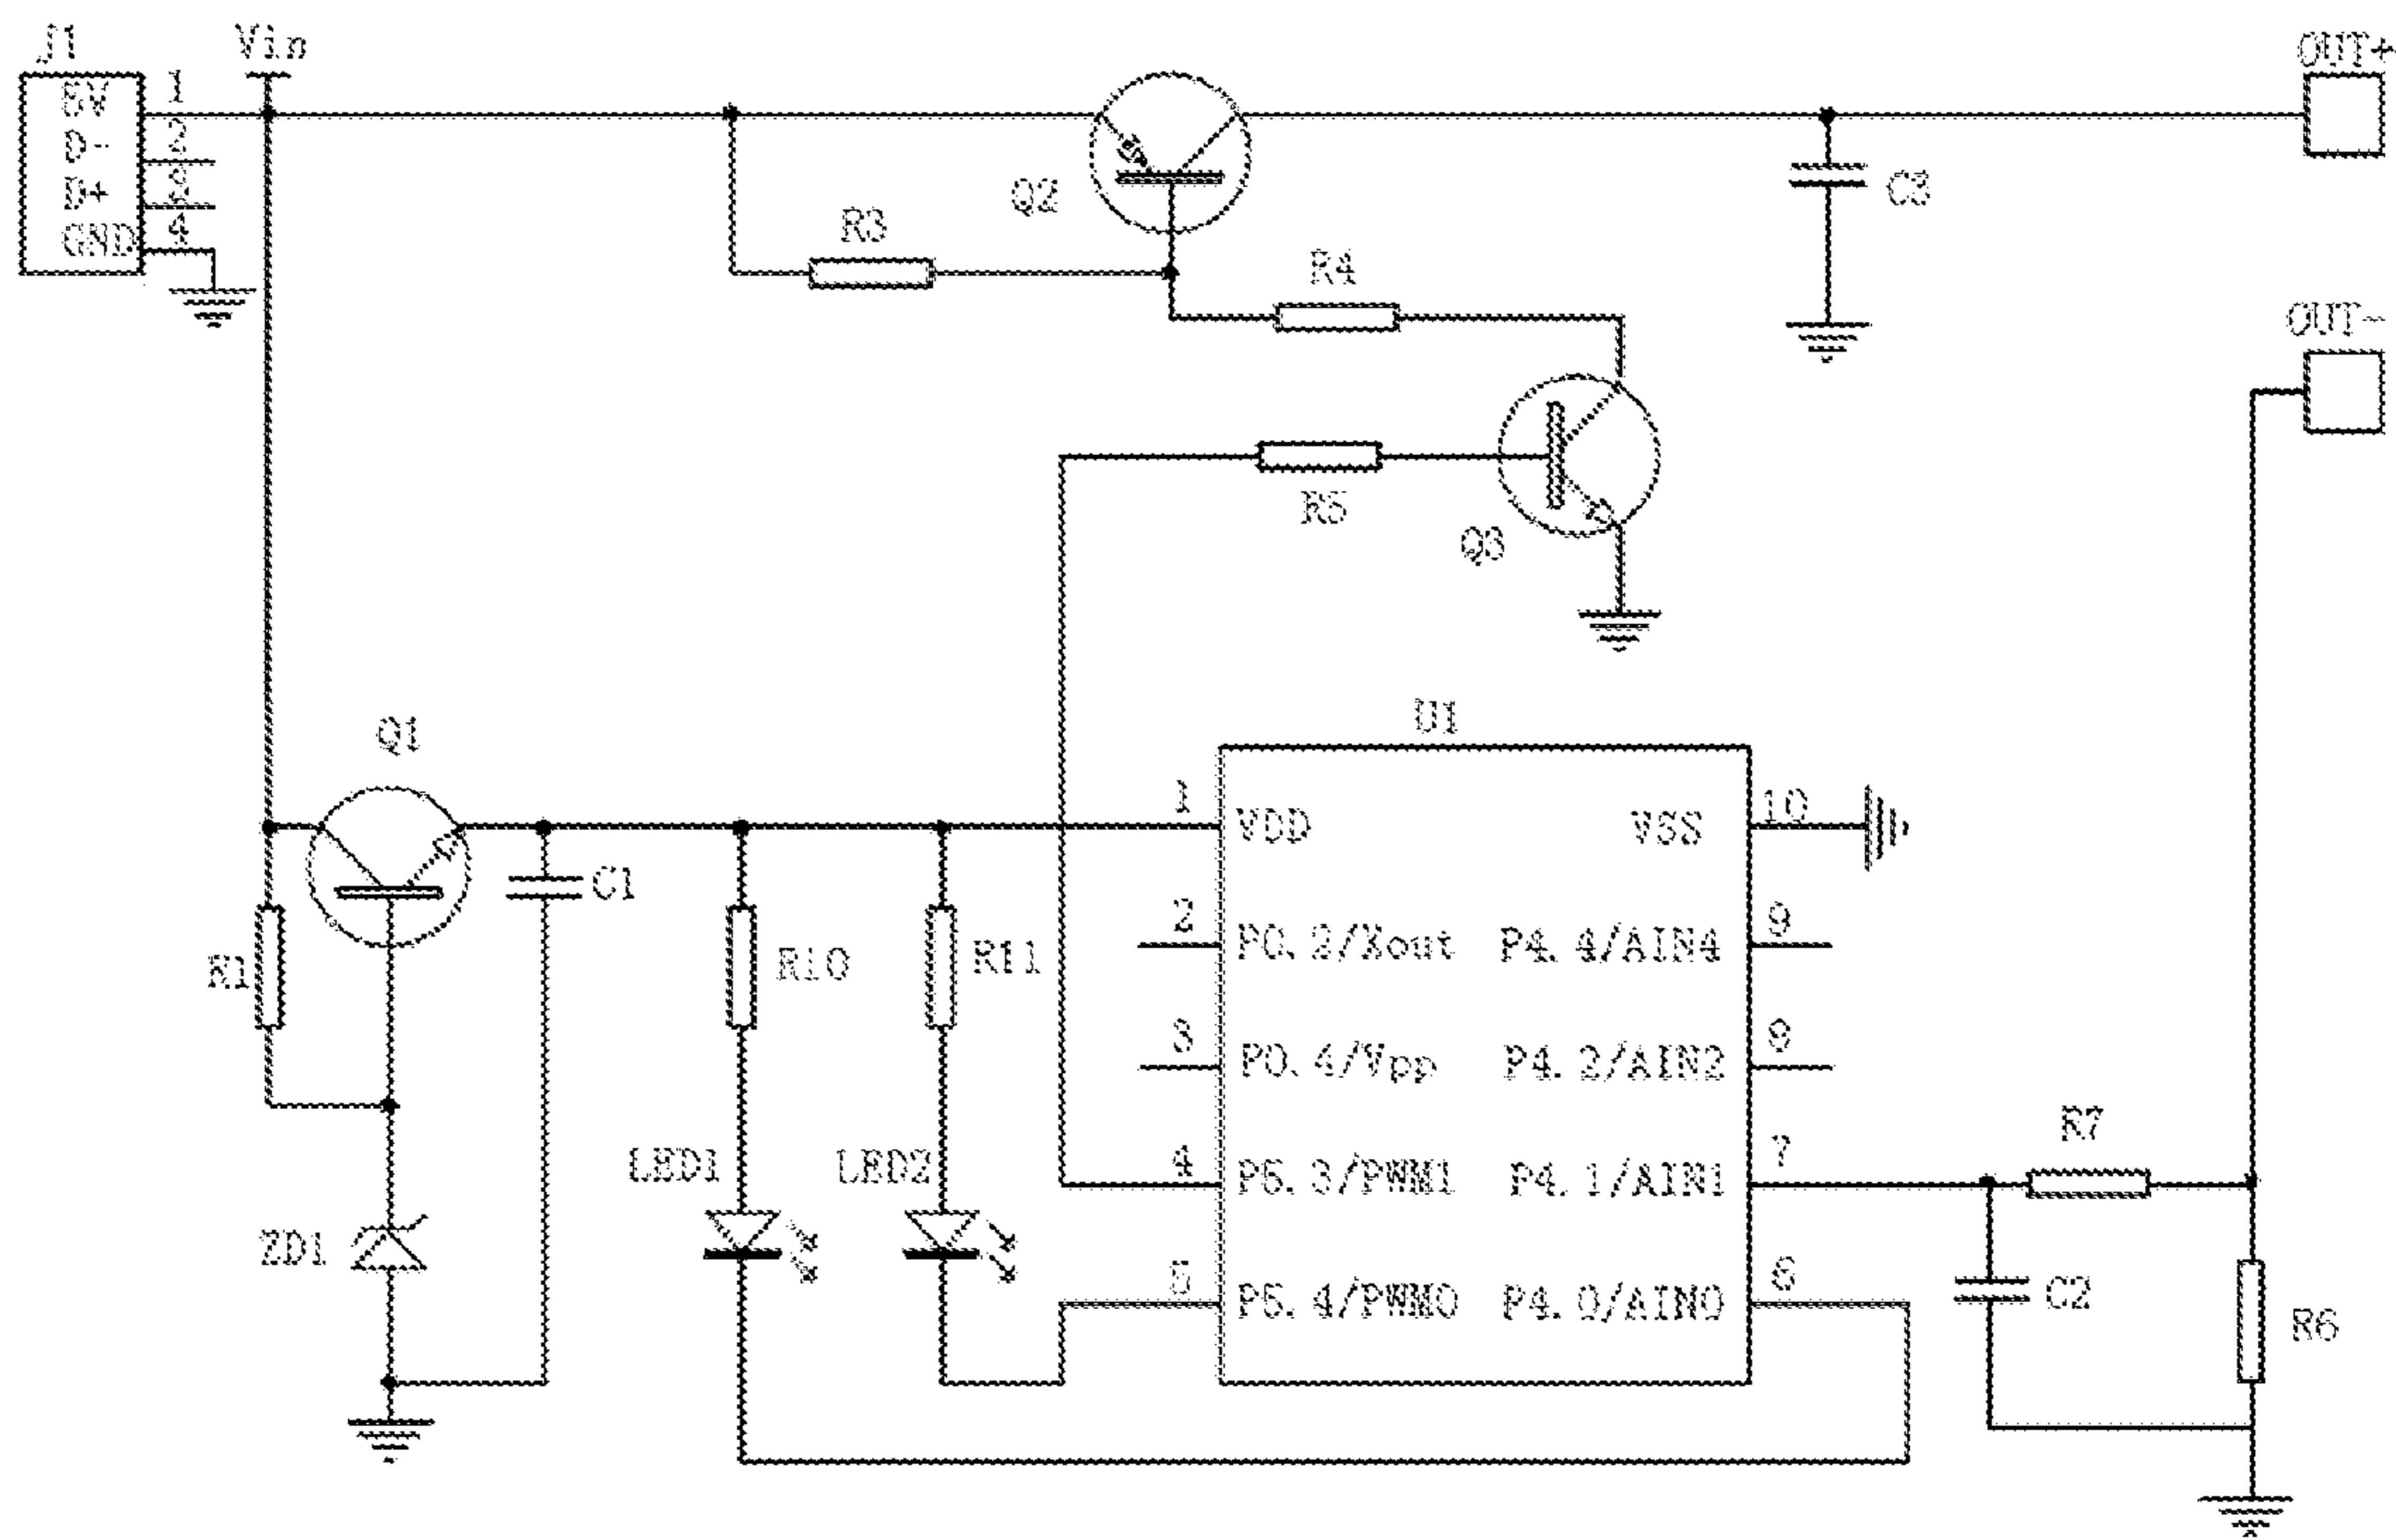 J1
Vin
OUT+
5V 1
D- 2
D+ 3
GND 4
Q2
C3
R3
R4
OUT-
R5
Q3
Q1
U1
1 VDD VSS 10
C1
R1
R10
R11
2 P0.2/Xout P4.4/AIN4 9
3 P0.4/Vpp P4.2/AIN2
R7
LED1
LED2
4 P5.3/PWM1 P4.1/AIN1 7
ZD1
5 P5.4/PWM0 P4.0/AIN0 6
C2
R6